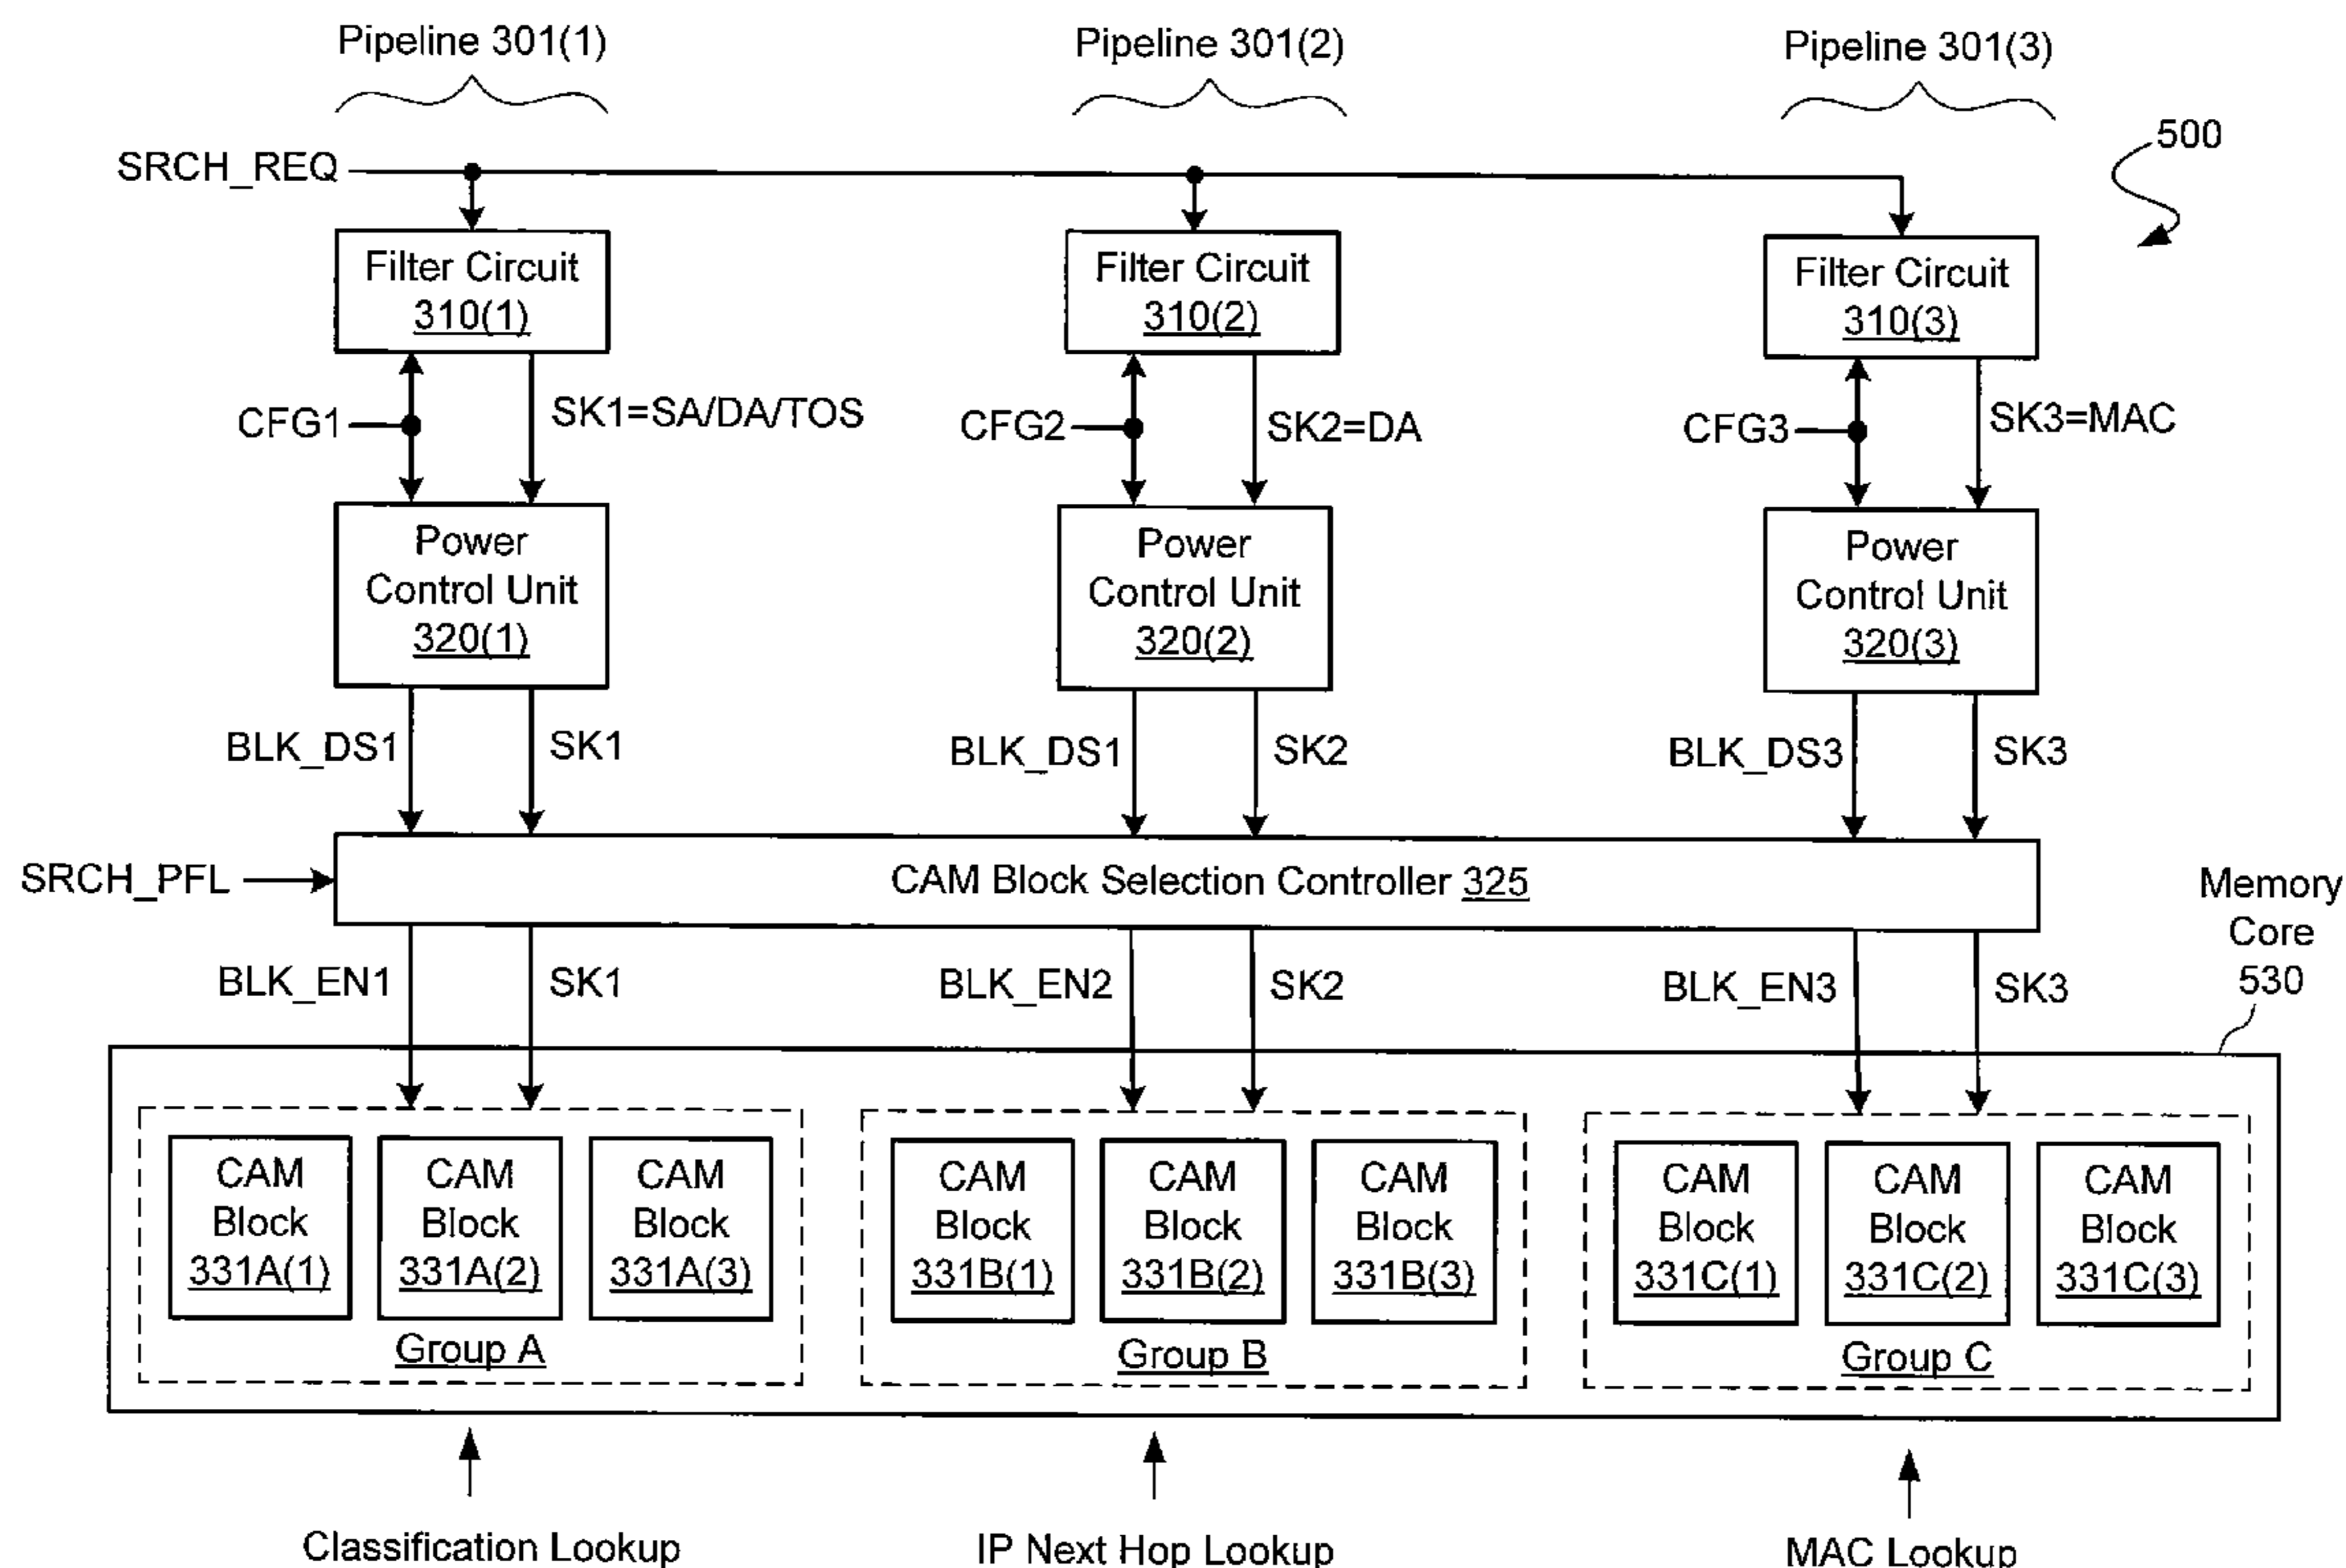 Pipeline 301(1)
Pipeline 301(2)
Pipeline 301(3)
500
SRCH_REQ
Filter Circuit
310(1)
Filter Circuit
310(2)
Filter Circuit
310(3)
CFG1
SK1=SA/DA/TOS
CFG2
SK2=DA
CFG3
SK3=MAC
Power
Control Unit
320(1)
Power
Control Unit
320(2)
Power
Control Unit
320(3)
BLK_DS1
SK1
BLK_DS1
SK2
BLK_DS3
SK3
SRCH_PFL
CAM Block Selection Controller 325
Memory
Core
530
BLK_EN1
SK1
BLK_EN2
SK2
BLK_EN3
SK3
CAM
Block
331A(1)
CAM
Block
331A(2)
CAM
Block
331A(3)
Group A
CAM
Block
331B(1)
CAM
Block
331B(2)
CAM
Block
331B(3)
Group B
CAM
Block
331C(1)
CAM
Block
331C(2)
CAM
Block
331C(3)
Group C
Classification Lookup
IP Next Hop Lookup
MAC Lookup